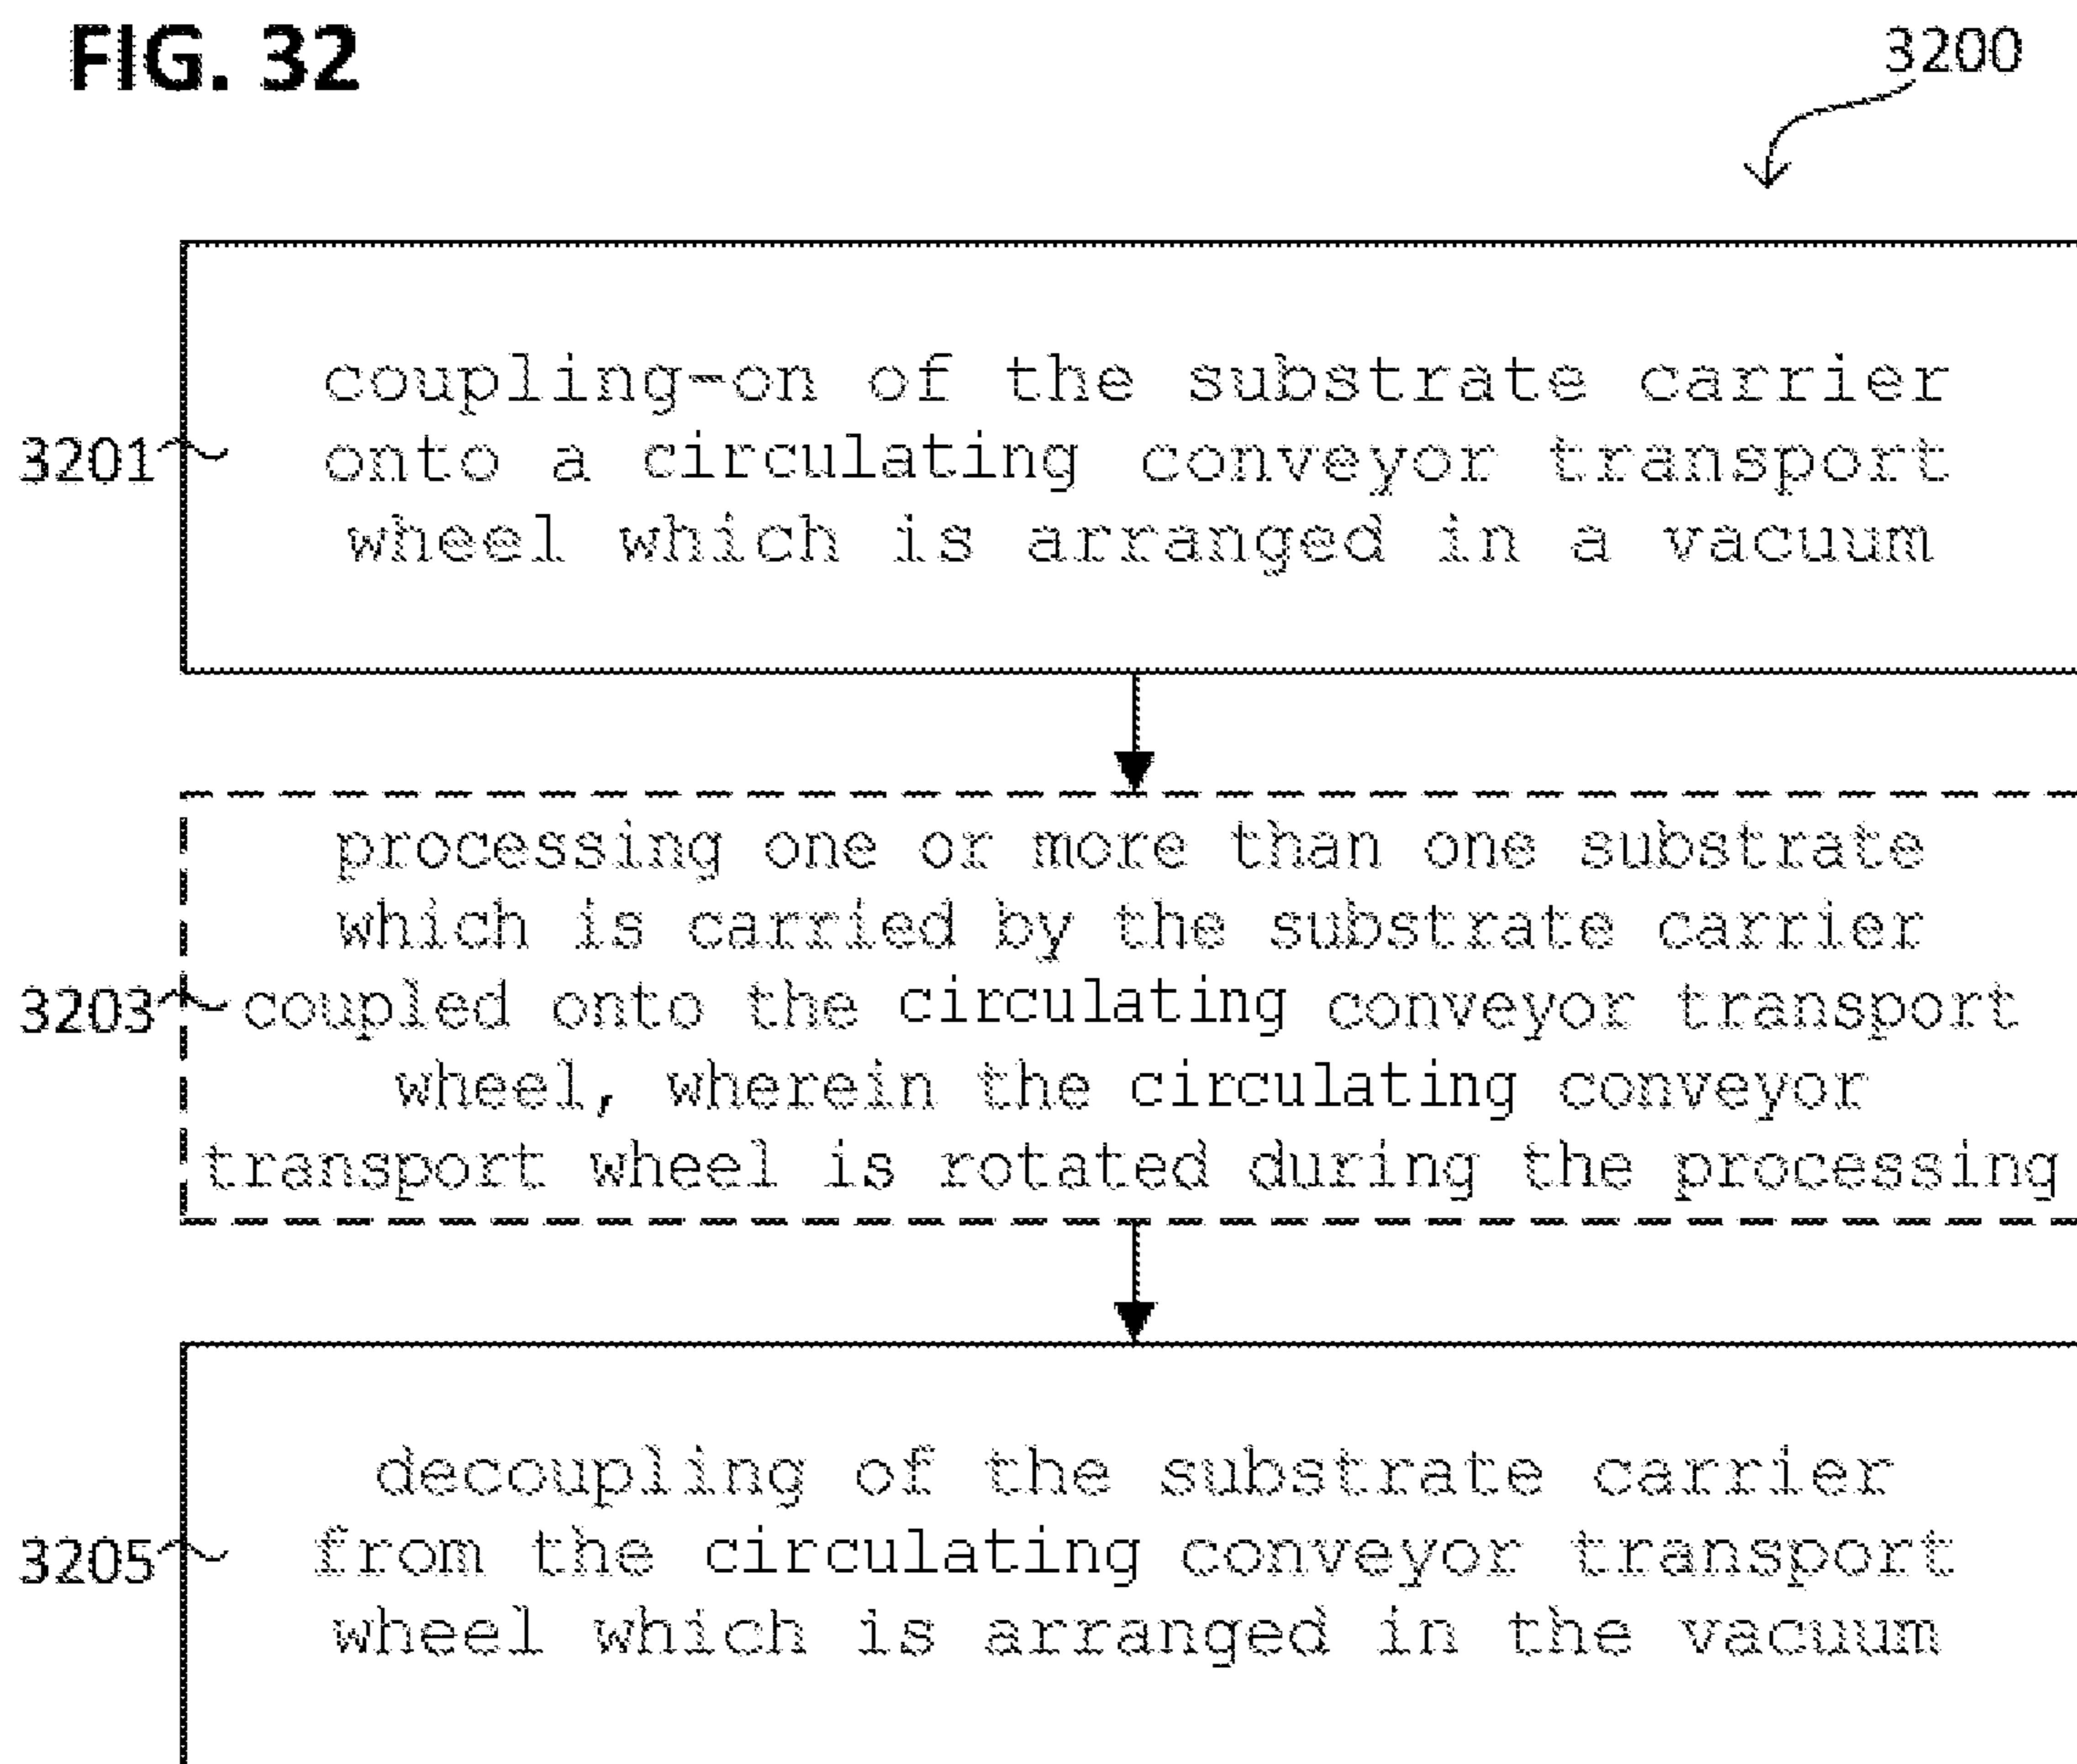 FIG. 32
3200
coupling-on of the substrate carrier
3201 onto a circulating conveyor transport
wheel which is arranged in a vacuum
processing one or more than one substrate
which is carried by the substrate carrier
3203 coupled onto the circulating conveyor transport
wheel, wherein the circulating conveyor
transport wheel is rotated during the processing
decoupling of the substrate carrier
3205 from the circulating conveyor transport
wheel which is arranged in the vacuum